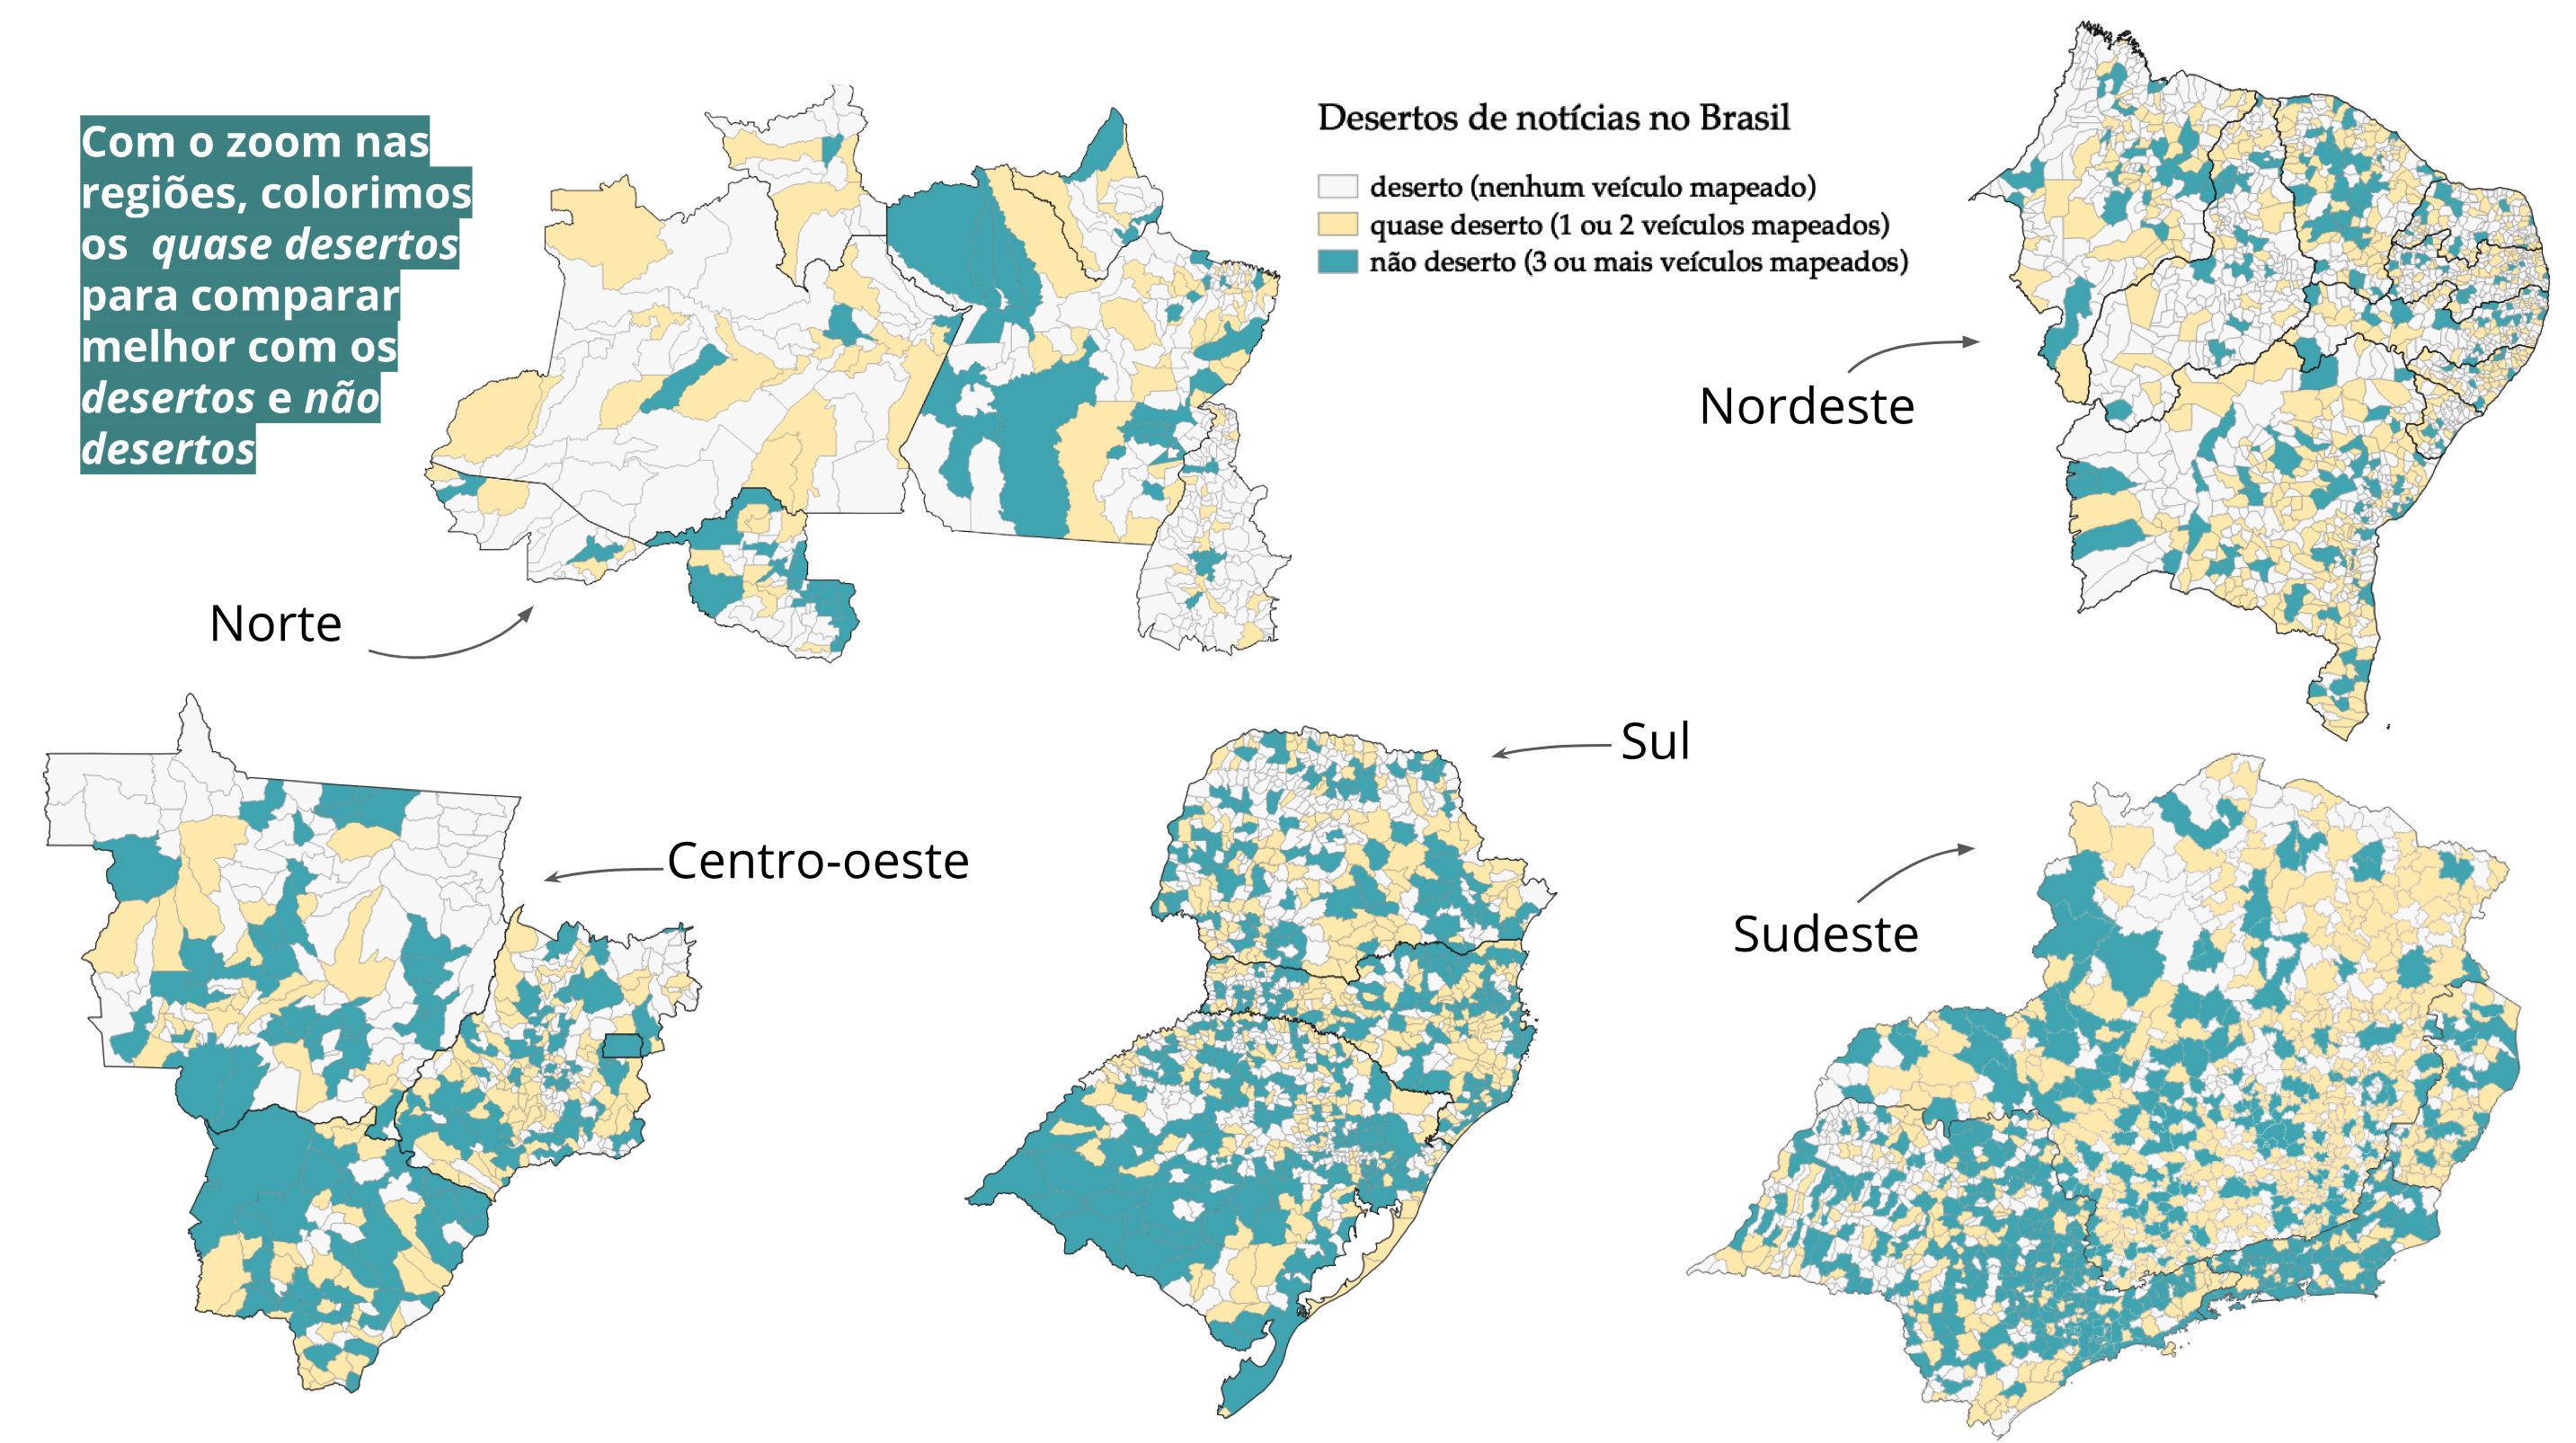 Com o zoom nas
regiões, colorimos
os quase desertos
para comparar
melhor com os
desertos e não
desertos
Desertos de notícias no Brasil
deserto (nenhum veículo mapeado)
quase deserto (1 ou 2 veículos mapeados)
não deserto (3 ou mais veículos mapeados)
Nordeste
Norte
Sul
Centro-oeste
Sudeste